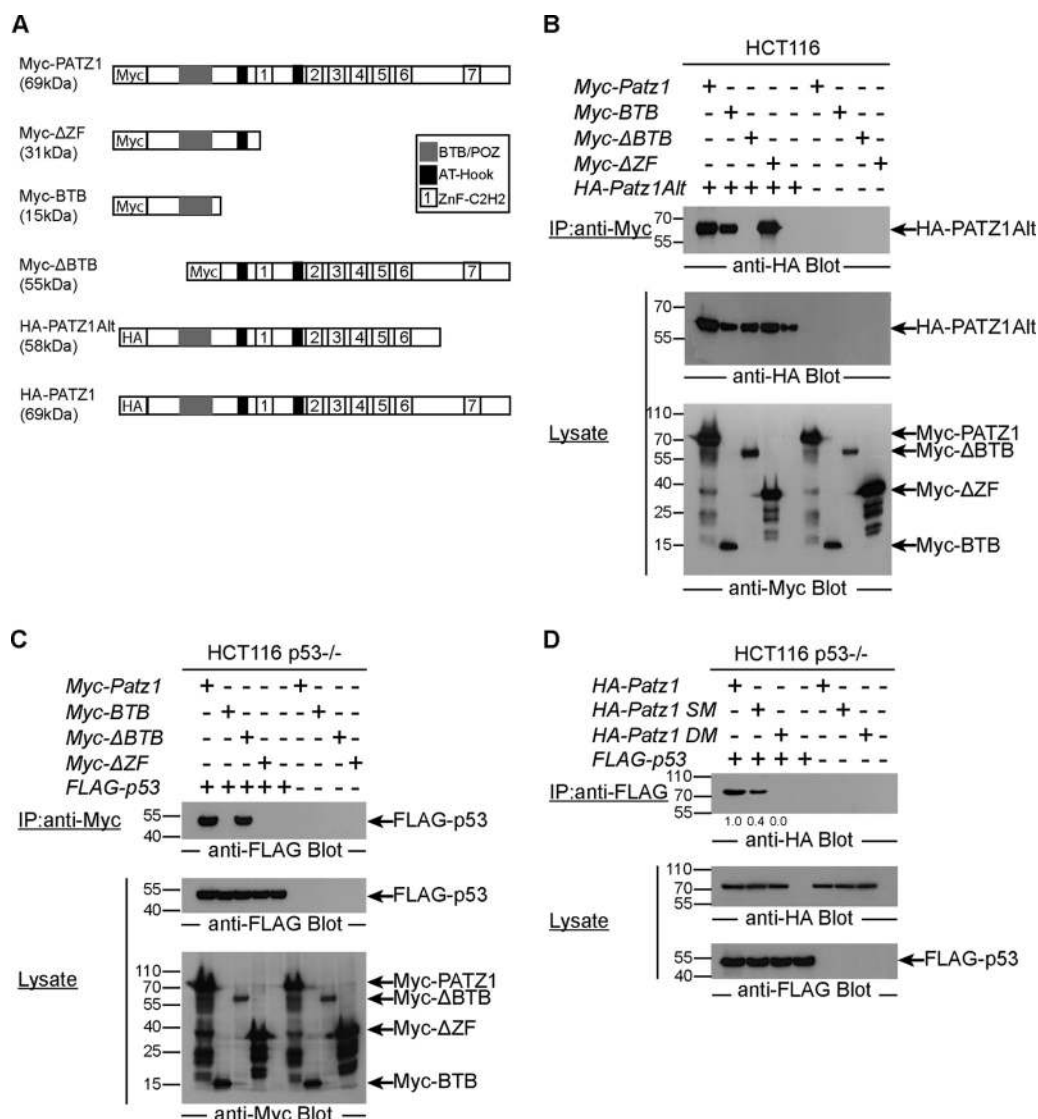 A
Myc-PATZ1
(69kDa)
Myc 1 2 3 4 5 6 7
Myc-ΔZF
(31kDa)
Myc
Myc-BTB
(15kDa)
Myc
BTB/POZ
AT-Hook
1 ZnF-C2H2
Myc-ΔBTB
(55kDa)
Myc 1 2 3 4 5 6 7
HA-PATZ1Alt
(58kDa)
HA 1 2 3 4 5 6
HA-PATZ1
(69kDa)
HA 1 2 3 4 5 6 7
B
HCT116
Myc-Patz1 + - - - - + - - -
Myc-BTB - + - - - - + - -
Myc-ΔBTB - - + - - - - + -
Myc-ΔZF - - - + - - - - +
HA-Patz1Alt + + + + + - - - -
IP:anti-Myc
70
55
HA-PATZ1Alt
anti-HA Blot
70
55
HA-PATZ1Alt
anti-HA Blot
Lysate
110
70
55
40
25
15
Myc-PATZ1
Myc-ΔBTB
Myc-ΔZF
Myc-BTB
anti-Myc Blot
C
HCT116 p53-/-
Myc-Patz1 + - - - - + - - -
Myc-BTB - + - - - - + - -
Myc-ΔBTB - - + - - - - + -
Myc-ΔZF - - - + - - - - +
FLAG-p53 + + + + + - - - -
IP:anti-Myc
55
40
FLAG-p53
anti-FLAG Blot
55
40
FLAG-p53
anti-FLAG Blot
Lysate
110
70
55
40
25
15
Myc-PATZ1
Myc-ΔBTB
Myc-ΔZF
Myc-BTB
anti-Myc Blot
D
HCT116 p53-/-
HA-Patz1 + - - - + - - -
HA-Patz1 SM - + - - - + - -
HA-Patz1 DM - - + - - - + -
FLAG-p53 + + + + - - - -
IP:anti-FLAG
110
70
55
1.0 0.4 0.0
anti-HA Blot
110
70
55
anti-HA Blot
Lysate
55
40
FLAG-p53
anti-FLAG Blot